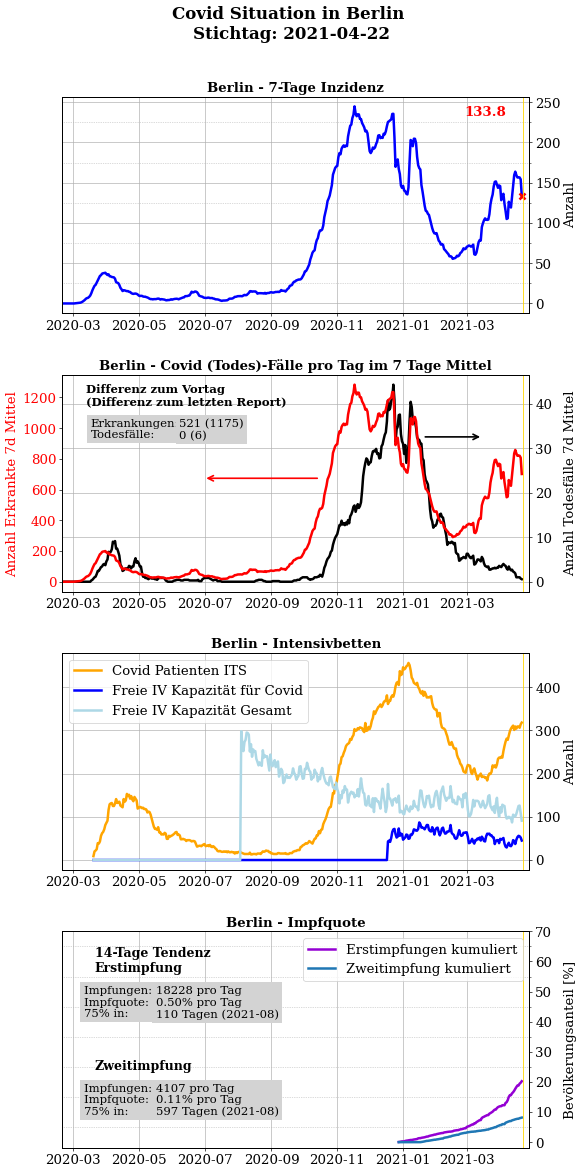 Covid Situation in Berlin
Stichtag: 2021-04-22
Berlin - 7-Tage Inzidenz
133.8
250
200
150
100
50
0
Anzahl
2020-03 2020-05 2020-07 2020-09 2020-11 2021-01 2021-03
Berlin - Covid (Todes)-Fälle pro Tag im 7 Tage Mittel
Anzahl Erkrankte 7d Mittel
1200
1000
800
600
400
200
0
Differenz zum Vortag
(Differenz zum letzten Report)
Erkrankungen 521 (1175)
Todesfälle: 0 (6)
40
30
20
10
0
Anzahl Todesfälle 7d Mittel
2020-03 2020-05 2020-07 2020-09 2020-11 2021-01 2021-03
Berlin - Intensivbetten
Covid Patienten ITS
Freie IV Kapazität für Covid
Freie IV Kapazität Gesamt
400
300
200
100
0
Anzahl
2020-03 2020-05 2020-07 2020-09 2020-11 2021-01 2021-03
Berlin - Impfquote
14-Tage Tendenz
Erstimpfung
Impfungen: 18228 pro Tag
Impfquote: 0.50% pro Tag
75% in: 110 Tagen (2021-08)
Zweitimpfung
Impfungen: 4107 pro Tag
Impfquote: 0.11% pro Tag
75% in: 597 Tagen (2021-08)
Erstimpfungen kumuliert
Zweitimpfung kumuliert
70
60
50
40
30
20
10
0
Bevölkerungsanteil [%]
2020-03 2020-05 2020-07 2020-09 2020-11 2021-01 2021-03